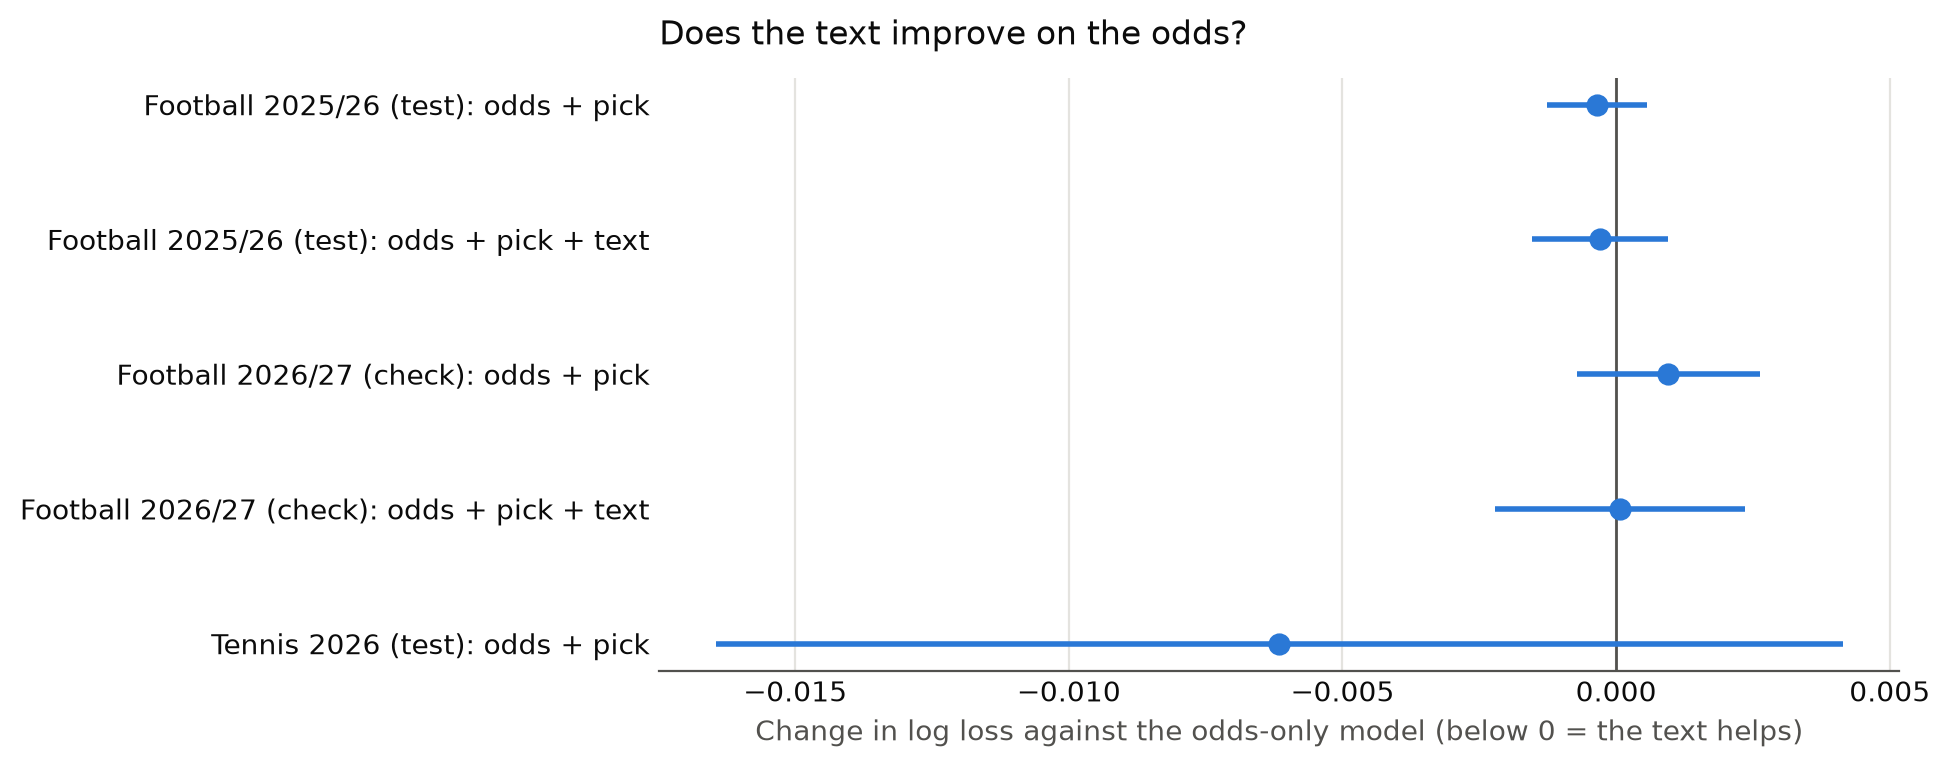 Does the text improve on the odds?
Football 2025/26 (test): odds + pick
Football 2025/26 (test): odds + pick + text
Football 2026/27 (check): odds + pick
Football 2026/27 (check): odds + pick + text
Tennis 2026 (test): odds + pick
−0.015 −0.010 −0.005 0.000 0.005
Change in log loss against the odds-only model (below 0 = the text helps)